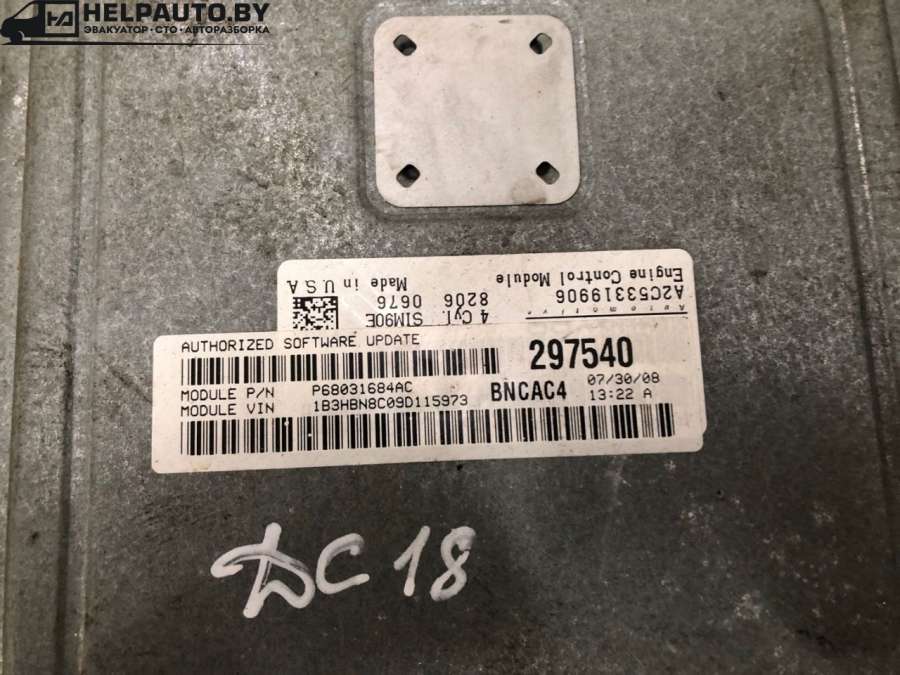 HELPAUTO.BY
ЭВАКУАТОР · СТО · АВТОРАЗБОРКА
Automotive
A2C53319906
Engine Control Module
4 Cyl SIM90E
8206 0676
Made in U.S.A
AUTHORIZED SOFTWARE UPDATE
297540
MODULE P/N P68031684AC
BNCAC4
07/30/08
MODULE VIN 1B3HBN8C09D115973
13:22 A
DC 18